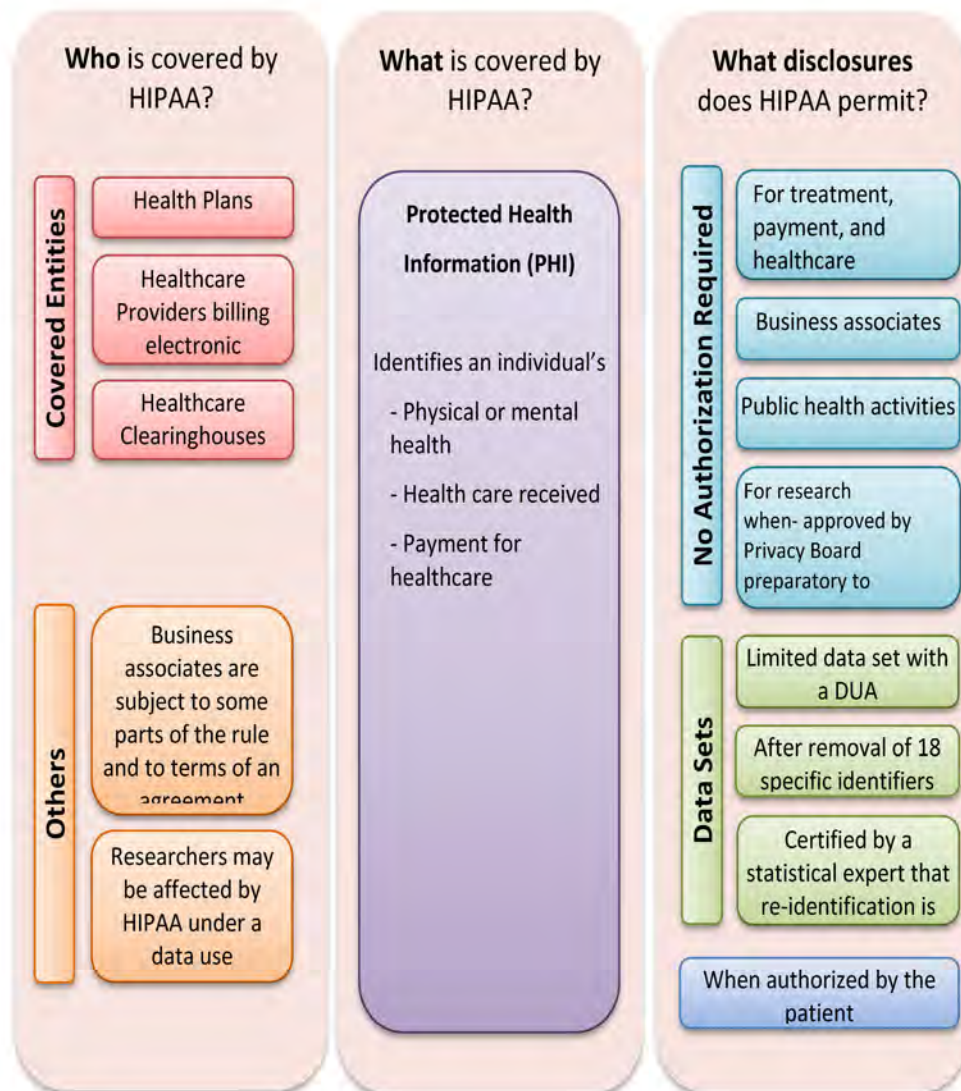 Who is covered by
HIPAA?
Covered Entities
Health Plans
Healthcare
Providers billing
electronic
Healthcare
Clearinghouses
Others
Business
associates are
subject to some
parts of the rule
and to terms of an
agreement
Researchers may
be affected by
HIPAA under a
data use
What is covered by
HIPAA?
Protected Health
Information (PHI)
Identifies an individual’s
- Physical or mental
health
- Health care received
- Payment for
healthcare
What disclosures
does HIPAA permit?
No Authorization Required
For treatment,
payment, and
healthcare
Business associates
Public health activities
For research
when- approved by
Privacy Board
preparatory to
Data Sets
Limited data set with
a DUA
After removal of 18
specific identifiers
Certified by a
statistical expert that
re-identification is
When authorized by the
patient